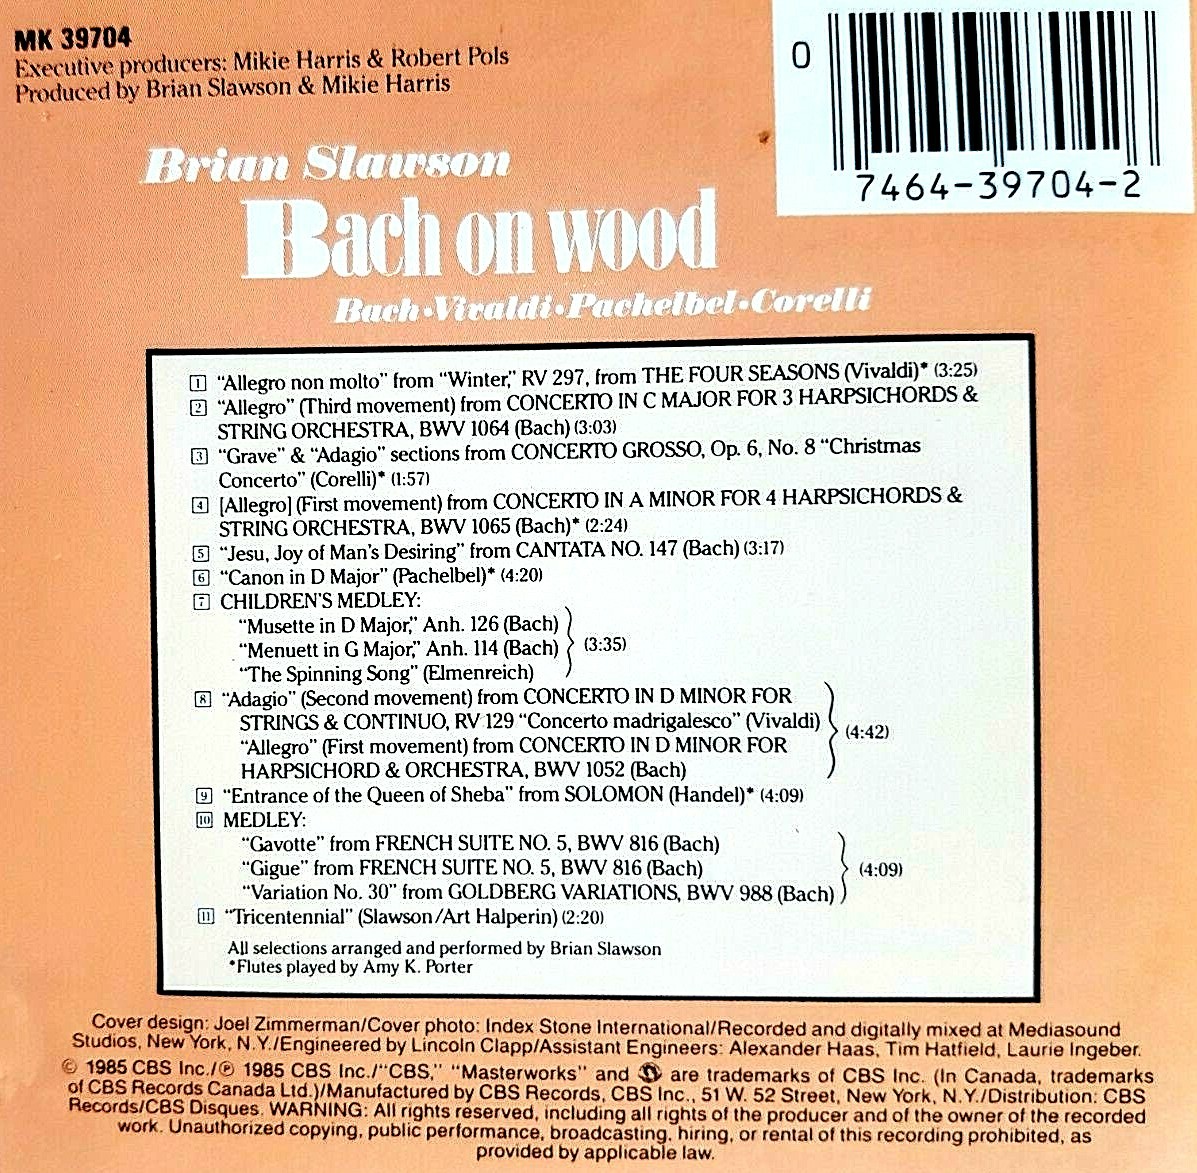 MK 39704
Executive producers: Mikie Harris & Robert Pols
Produced by Brian Slawson & Mikie Harris
0
7464-39704-2
Brian Slawson
Bach on wood
Bach•Vivaldi•Pachelbel•Corelli
1 “Allegro non molto” from “Winter,” RV 297, from THE FOUR SEASONS (Vivaldi)* (3:25)
2 “Allegro” (Third movement) from CONCERTO IN C MAJOR FOR 3 HARPSICHORDS &
STRING ORCHESTRA, BWV 1064 (Bach) (3:03)
3 “Grave” & “Adagio” sections from CONCERTO GROSSO, Op. 6, No. 8 “Christmas
Concerto” (Corelli)* (1:57)
4 [Allegro] (First movement) from CONCERTO IN A MINOR FOR 4 HARPSICHORDS &
STRING ORCHESTRA, BWV 1065 (Bach)* (2:24)
5 “Jesu, Joy of Man's Desiring” from CANTATA NO. 147 (Bach) (3:17)
6 “Canon in D Major” (Pachelbel)* (4:20)
7 CHILDREN'S MEDLEY:
“Musette in D Major,” Anh. 126 (Bach)
“Menuett in G Major,” Anh. 114 (Bach) (3:35)
“The Spinning Song” (Elmenreich)
8 “Adagio” (Second movement) from CONCERTO IN D MINOR FOR
STRINGS & CONTINUO, RV 129 “Concerto madrigalesco” (Vivaldi) (4:42)
“Allegro” (First movement) from CONCERTO IN D MINOR FOR
HARPSICHORD & ORCHESTRA, BWV 1052 (Bach)
9 “Entrance of the Queen of Sheba” from SOLOMON (Handel)* (4:09)
10 MEDLEY:
“Gavotte” from FRENCH SUITE NO. 5, BWV 816 (Bach)
“Gigue” from FRENCH SUITE NO. 5, BWV 816 (Bach) (4:09)
“Variation No. 30” from GOLDBERG VARIATIONS, BWV 988 (Bach)
11 “Tricentennial” (Slawson/Art Halperin) (2:20)
All selections arranged and performed by Brian Slawson
*Flutes played by Amy K. Porter
Cover design: Joel Zimmerman/Cover photo: Index Stone International/Recorded and digitally mixed at Mediasound
Studios, New York, N.Y./Engineered by Lincoln Clapp/Assistant Engineers: Alexander Haas, Tim Hatfield, Laurie Ingeber.
© 1985 CBS Inc./℗ 1985 CBS Inc./“CBS,” “Masterworks” and are trademarks of CBS Inc. (In Canada, trademarks
of CBS Records Canada Ltd.)/Manufactured by CBS Records, CBS Inc., 51 W. 52 Street, New York, N.Y./Distribution: CBS
Records/CBS Disques. WARNING: All rights reserved, including all rights of the producer and of the owner of the recorded
work. Unauthorized copying, public performance, broadcasting, hiring, or rental of this recording prohibited, as
provided by applicable law.